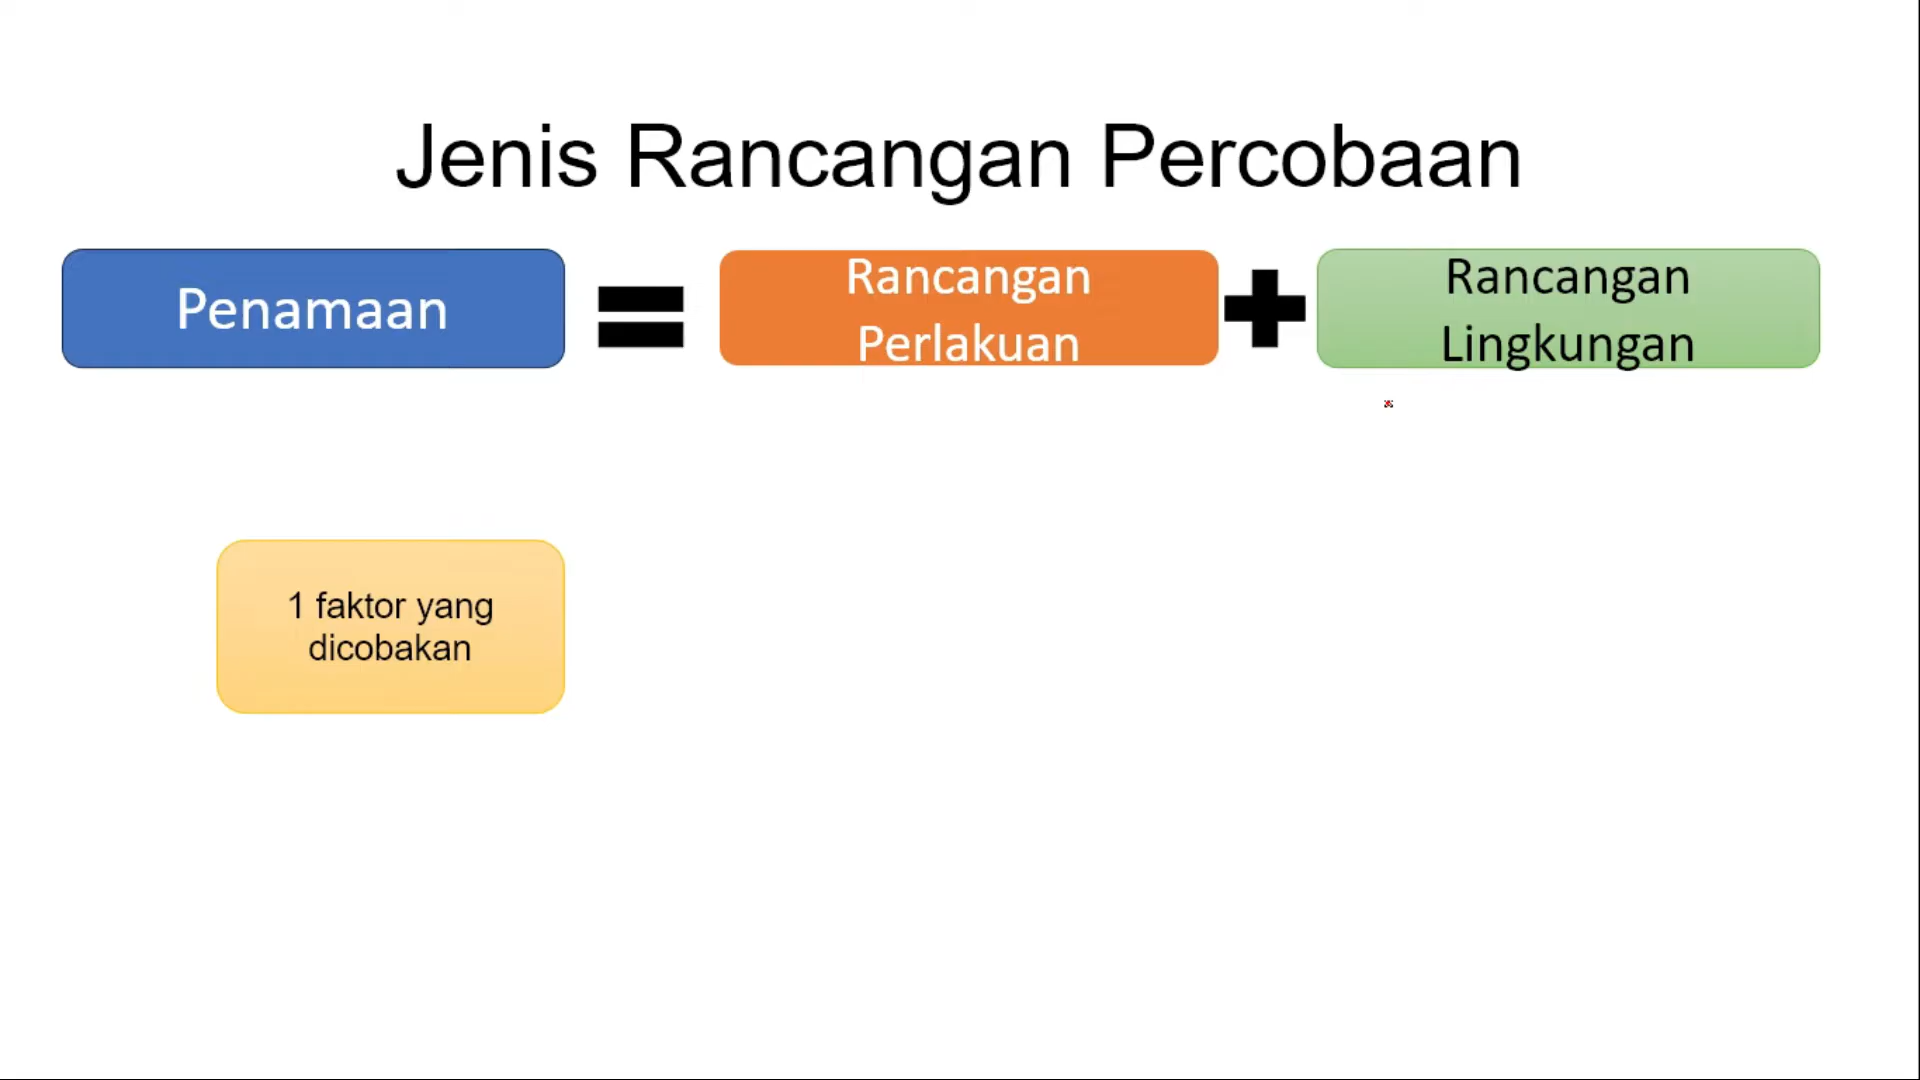 Jenis Rancangan Percobaan
Penamaan
Rancangan
Perlakuan
Rancangan
Lingkungan
1 faktor yang
dicobakan